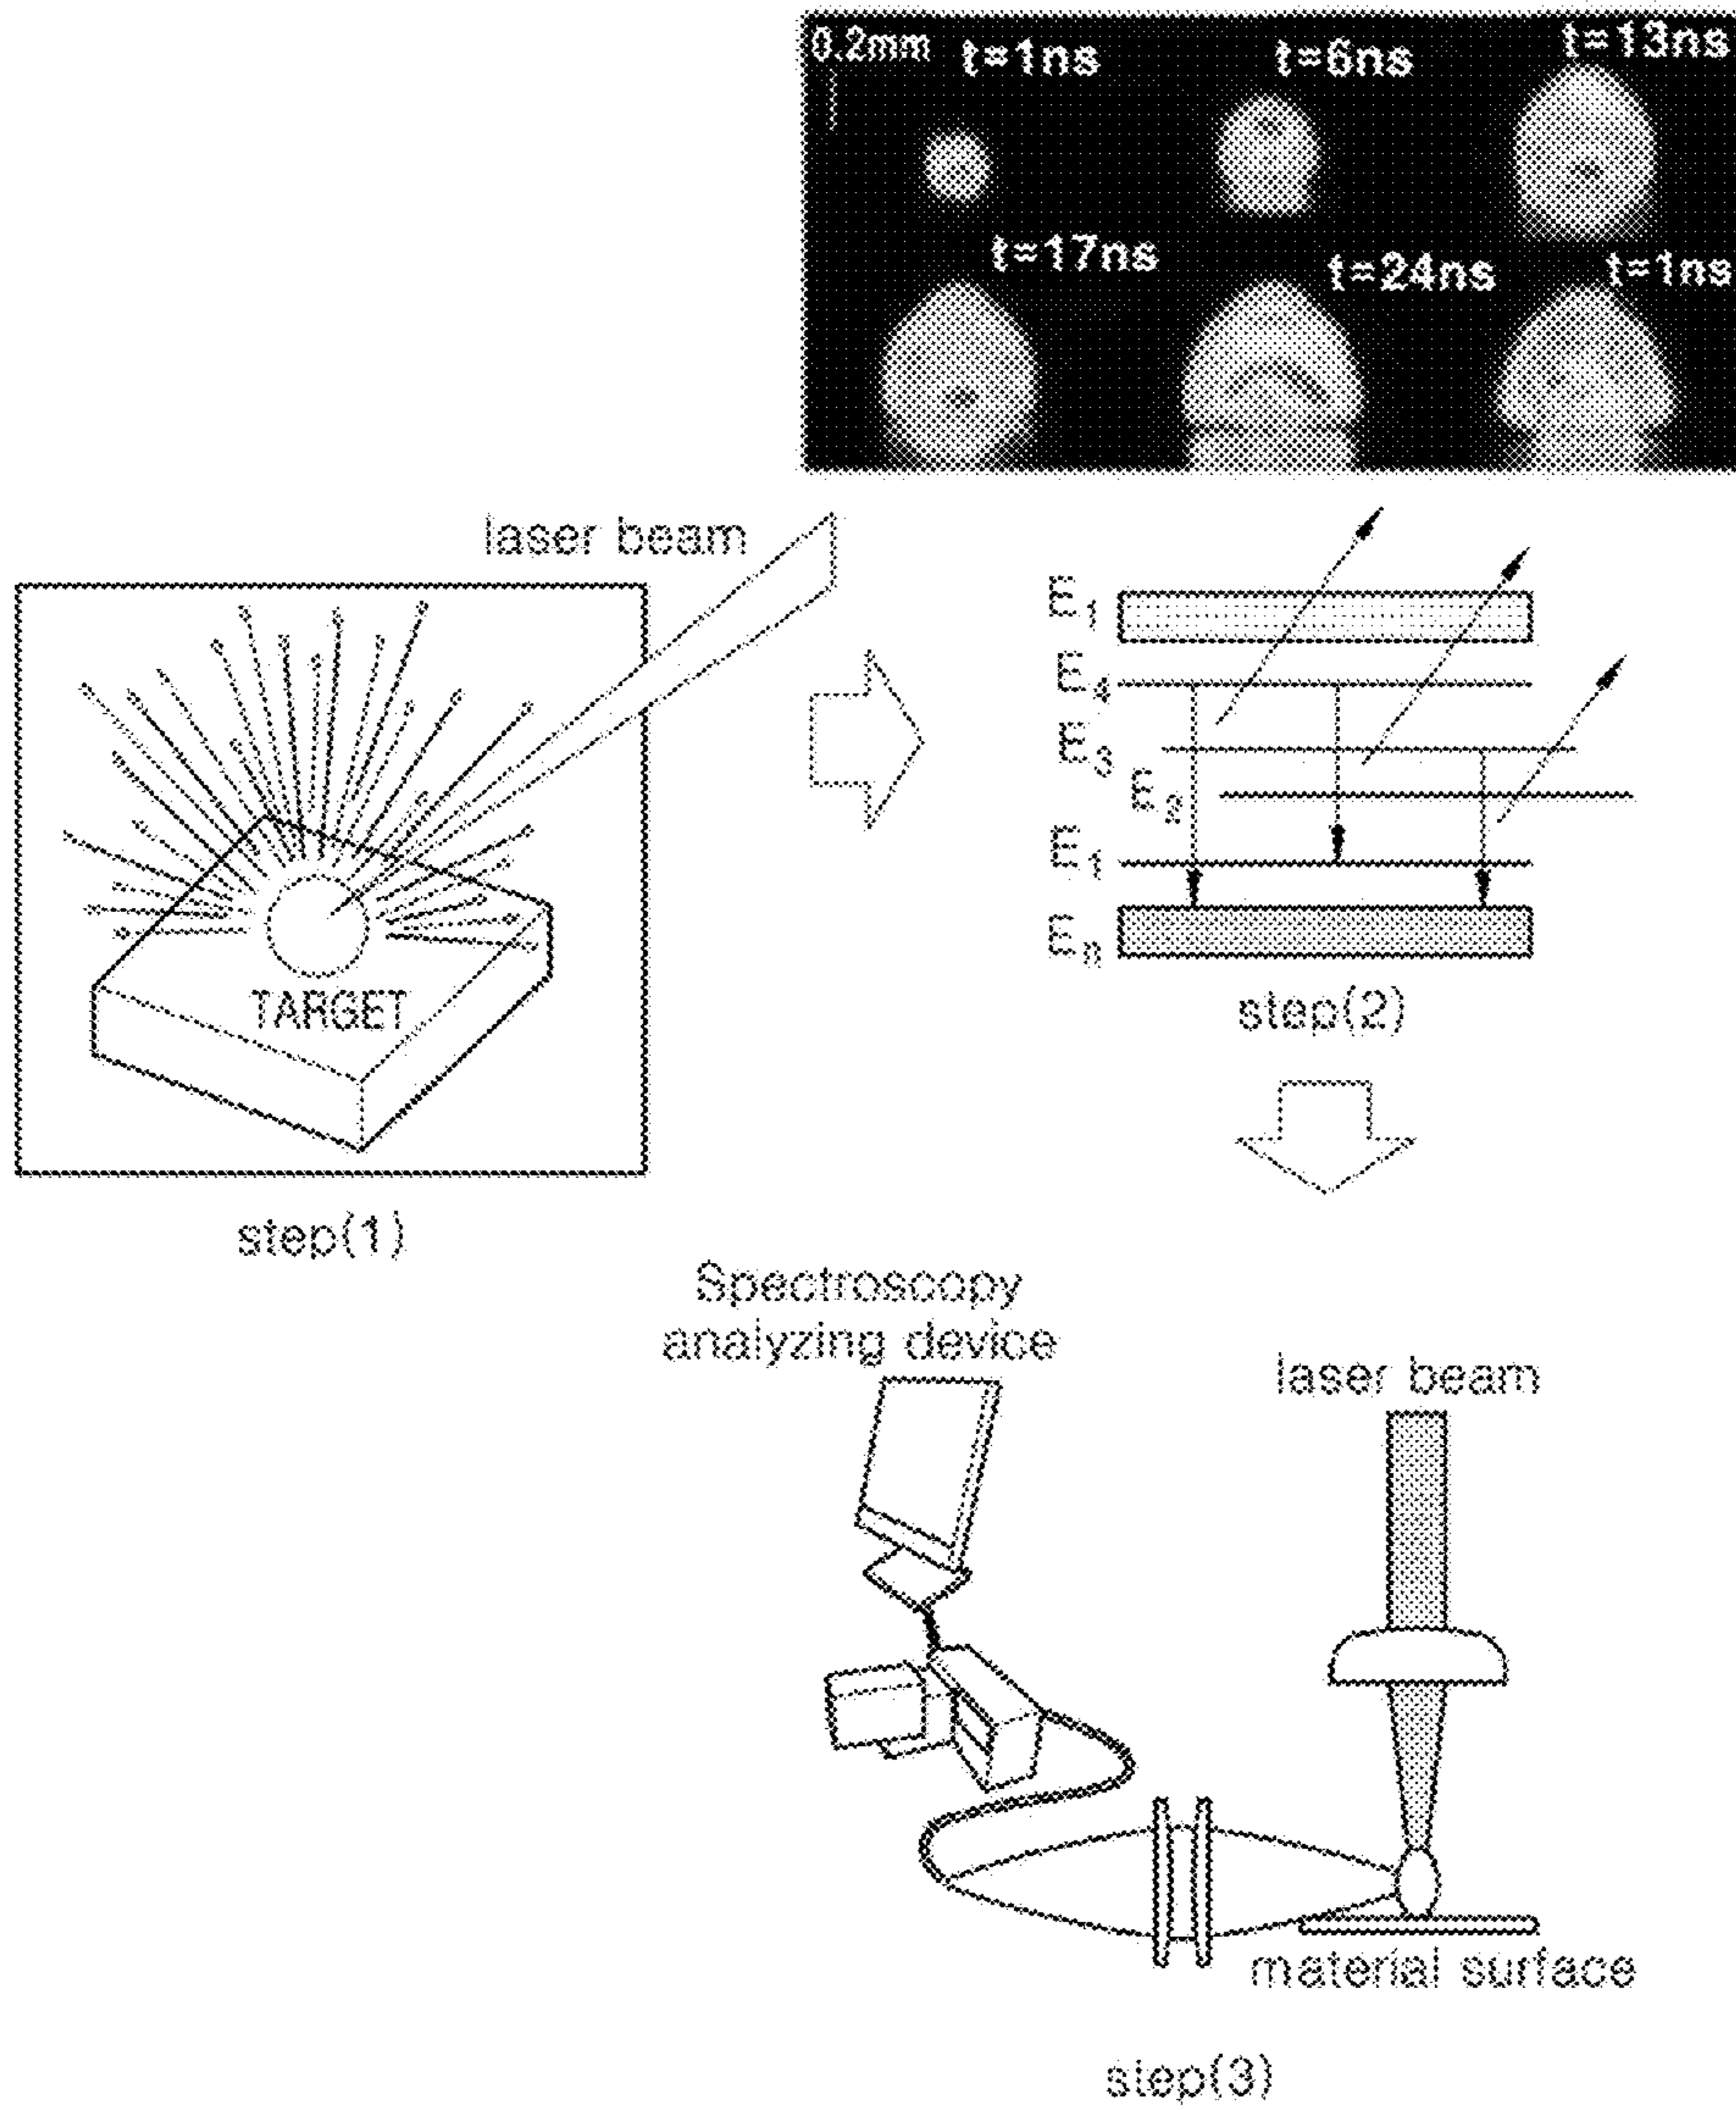 0.2mm t=1ns t=6ns t=13ns
t=17ns t=24ns t=1ns
laser beam
E1
E4
E3
E2
E1
En
TARGET
step(2)
step(1)
Spectroscopy
analyzing device
laser beam
material surface
step(3)